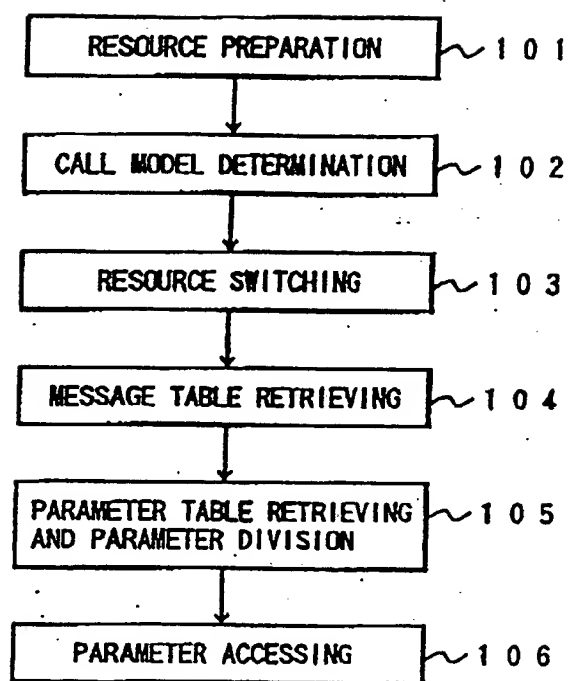 RESOURCE PREPARATION 101
CALL MODEL DETERMINATION 102
RESOURCE SWITCHING 103
MESSAGE TABLE RETRIEVING 104
PARAMETER TABLE RETRIEVING 105
AND PARAMETER DIVISION
PARAMETER ACCESSING 106